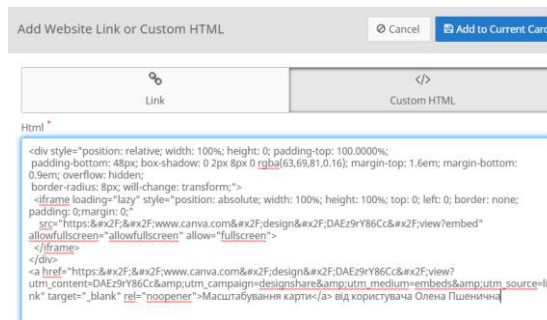 Add Website Link or Custom HTML
Cancel
Add to Current Card
Link
</>
Custom HTML
Html *
<div style="position: relative; width: 100%; height: 0; padding-top: 100.0000%;
padding-bottom: 48px; box-shadow: 0 2px 8px 0 rgba(63,69,81,0.16); margin-top: 1.6em; margin-bottom:
0.9em; overflow: hidden;
border-radius: 8px; will-change: transform;">
<iframe loading="lazy" style="position: absolute; width: 100%; height: 100%; top: 0; left: 0; border: none;
padding: 0;margin: 0;"
src="https:&#x2F;&#x2F;www.canva.com&#x2F;design&#x2F;DAEz9rY86Cc&#x2F;view?embed"
allowfullscreen="allowfullscreen" allow="fullscreen">
</iframe>
</div>
<a href="https:&#x2F;&#x2F;www.canva.com&#x2F;design&#x2F;DAEz9rY86Cc&#x2F;view?
utm_content=DAEz9rY86Cc&amp;utm_campaign=designshare&amp;utm_medium=embeds&amp;utm_source=li
nk" target="_blank" rel="noopener">Масштабування карти</a> від користувача Олена Пшенична